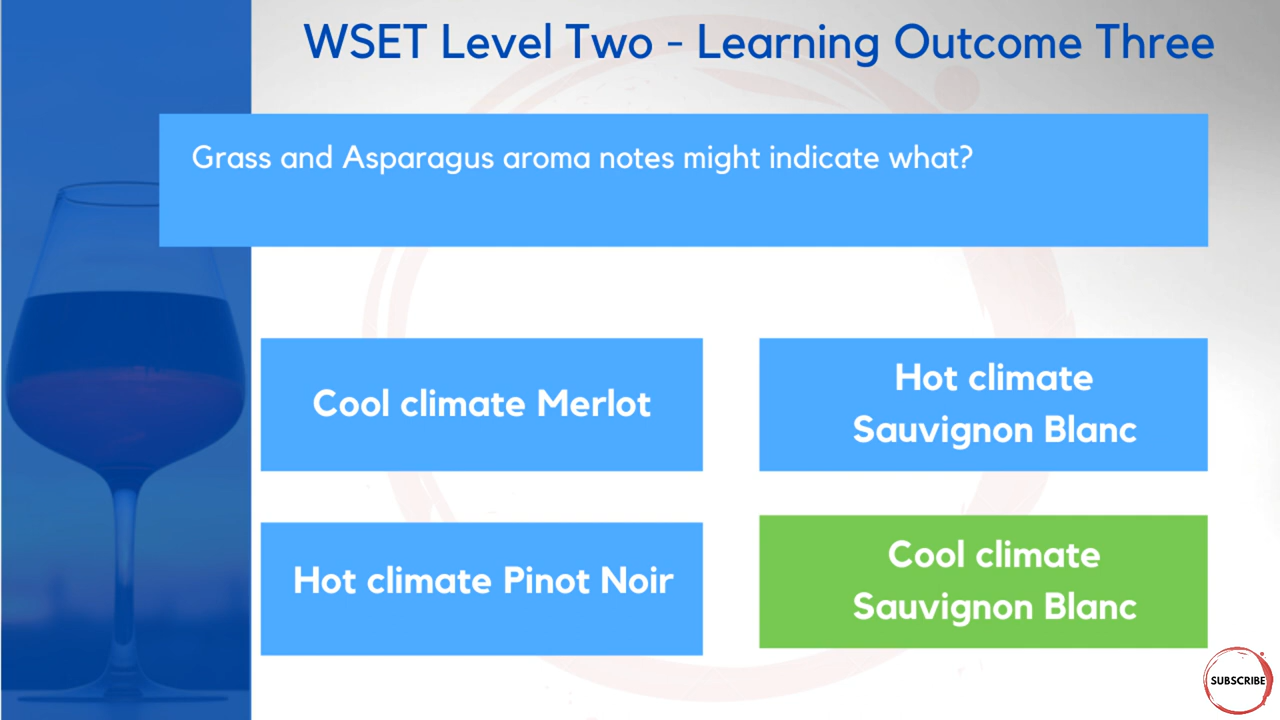 WSET Level Two - Learning Outcome Three
Grass and Asparagus aroma notes might indicate what?
Cool climate Merlot
Hot climate
Sauvignon Blanc
Hot climate Pinot Noir
Cool climate
Sauvignon Blanc
SUBSCRIBE